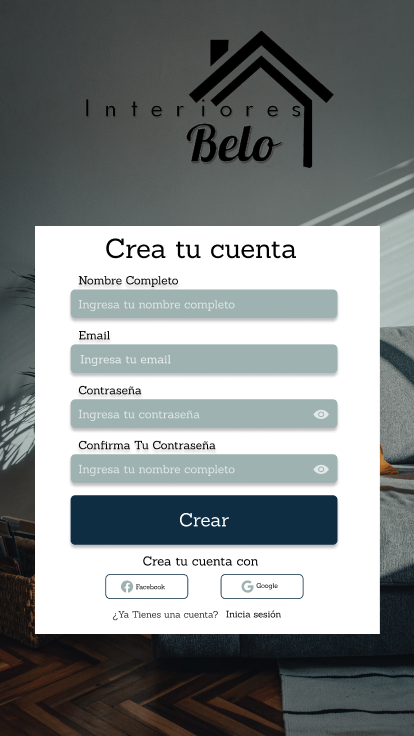 Interiores
Belo
Crea tu cuenta
Nombre Completo
Ingresa tu nombre completo
Email
Ingresa tu email
Contraseña
Ingresa tu contraseña
Confirma Tu Contraseña
Ingresa tu nombre completo
Crear
Crea tu cuenta con
Facebook Google
¿Ya Tienes una cuenta? Inicia sesión